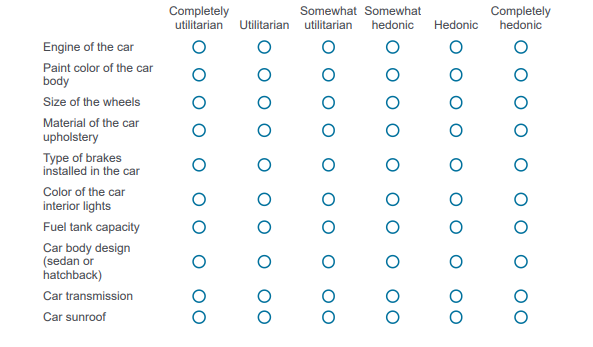 Completely utilitarian Utilitarian Somewhat utilitarian Somewhat hedonic Hedonic Completely hedonic
Engine of the car
Paint color of the car
body
Size of the wheels
Material of the car
upholstery
Type of brakes
installed in the car
Color of the car
interior lights
Fuel tank capacity
Car body design
(sedan or
hatchback)
Car transmission
Car sunroof